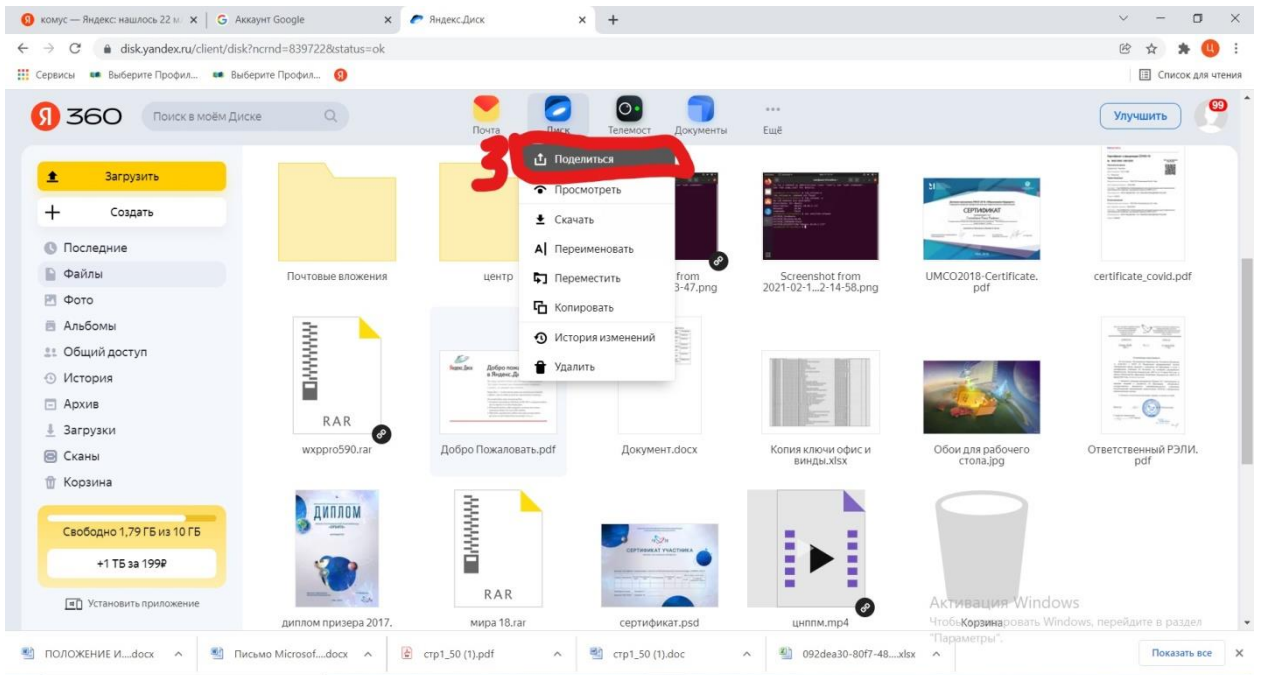 комус — Яндекс: нашлось 22 м
Аккаунт Google
Яндекс.Диск
disk.yandex.ru/client/disk?ncrnd=839722&status=ok
Ц
Сервисы
Выберите Профил...
Выберите Профил...
Список для чтения
Я 360
Поиск в моём Диске
Почта
Диск
Телемост
Документы
Ещё
Улучшить
99
Загрузить
Создать
Последние
Файлы
Фото
Альбомы
Общий доступ
История
Архив
Загрузки
Сканы
Корзина
Свободно 1,79 ГБ из 10 ГБ
+1 ТБ за 199₽
Установить приложение
3
Поделиться
Просмотреть
Скачать
Переименовать
Переместить
Копировать
История изменений
Удалить
Почтовые вложения
центр
from
3-47.png
Screenshot from
2021-02-1...2-14-58.png
СЕРТИФИКАТ
UMCO2018-Certificate.
pdf
certificate_covid.pdf
RAR
wxppro590.rar
Яндекс Диск
Добро пож
в Яндекс.Д
Добро Пожаловать.pdf
Документ.docx
Копия ключи офис и
винды.xlsx
Обои для рабочего
стола.jpg
Ответственный РЭЛИ.
pdf
ДИПЛОМ
диплом призера 2017.
RAR
мира 18.rar
СЕРТИФИКАТ УЧАСТНИКА
сертификат.psd
цнппм.mp4
Корзина
Активация Windows
Чтобы активировать Windows, перейдите в раздел
"Параметры".
ПОЛОЖЕНИЕ И....docx
Письмо Microsof....docx
стр1_50 (1).pdf
стр1_50 (1).doc
092dea30-80f7-48....xlsx
Показать все